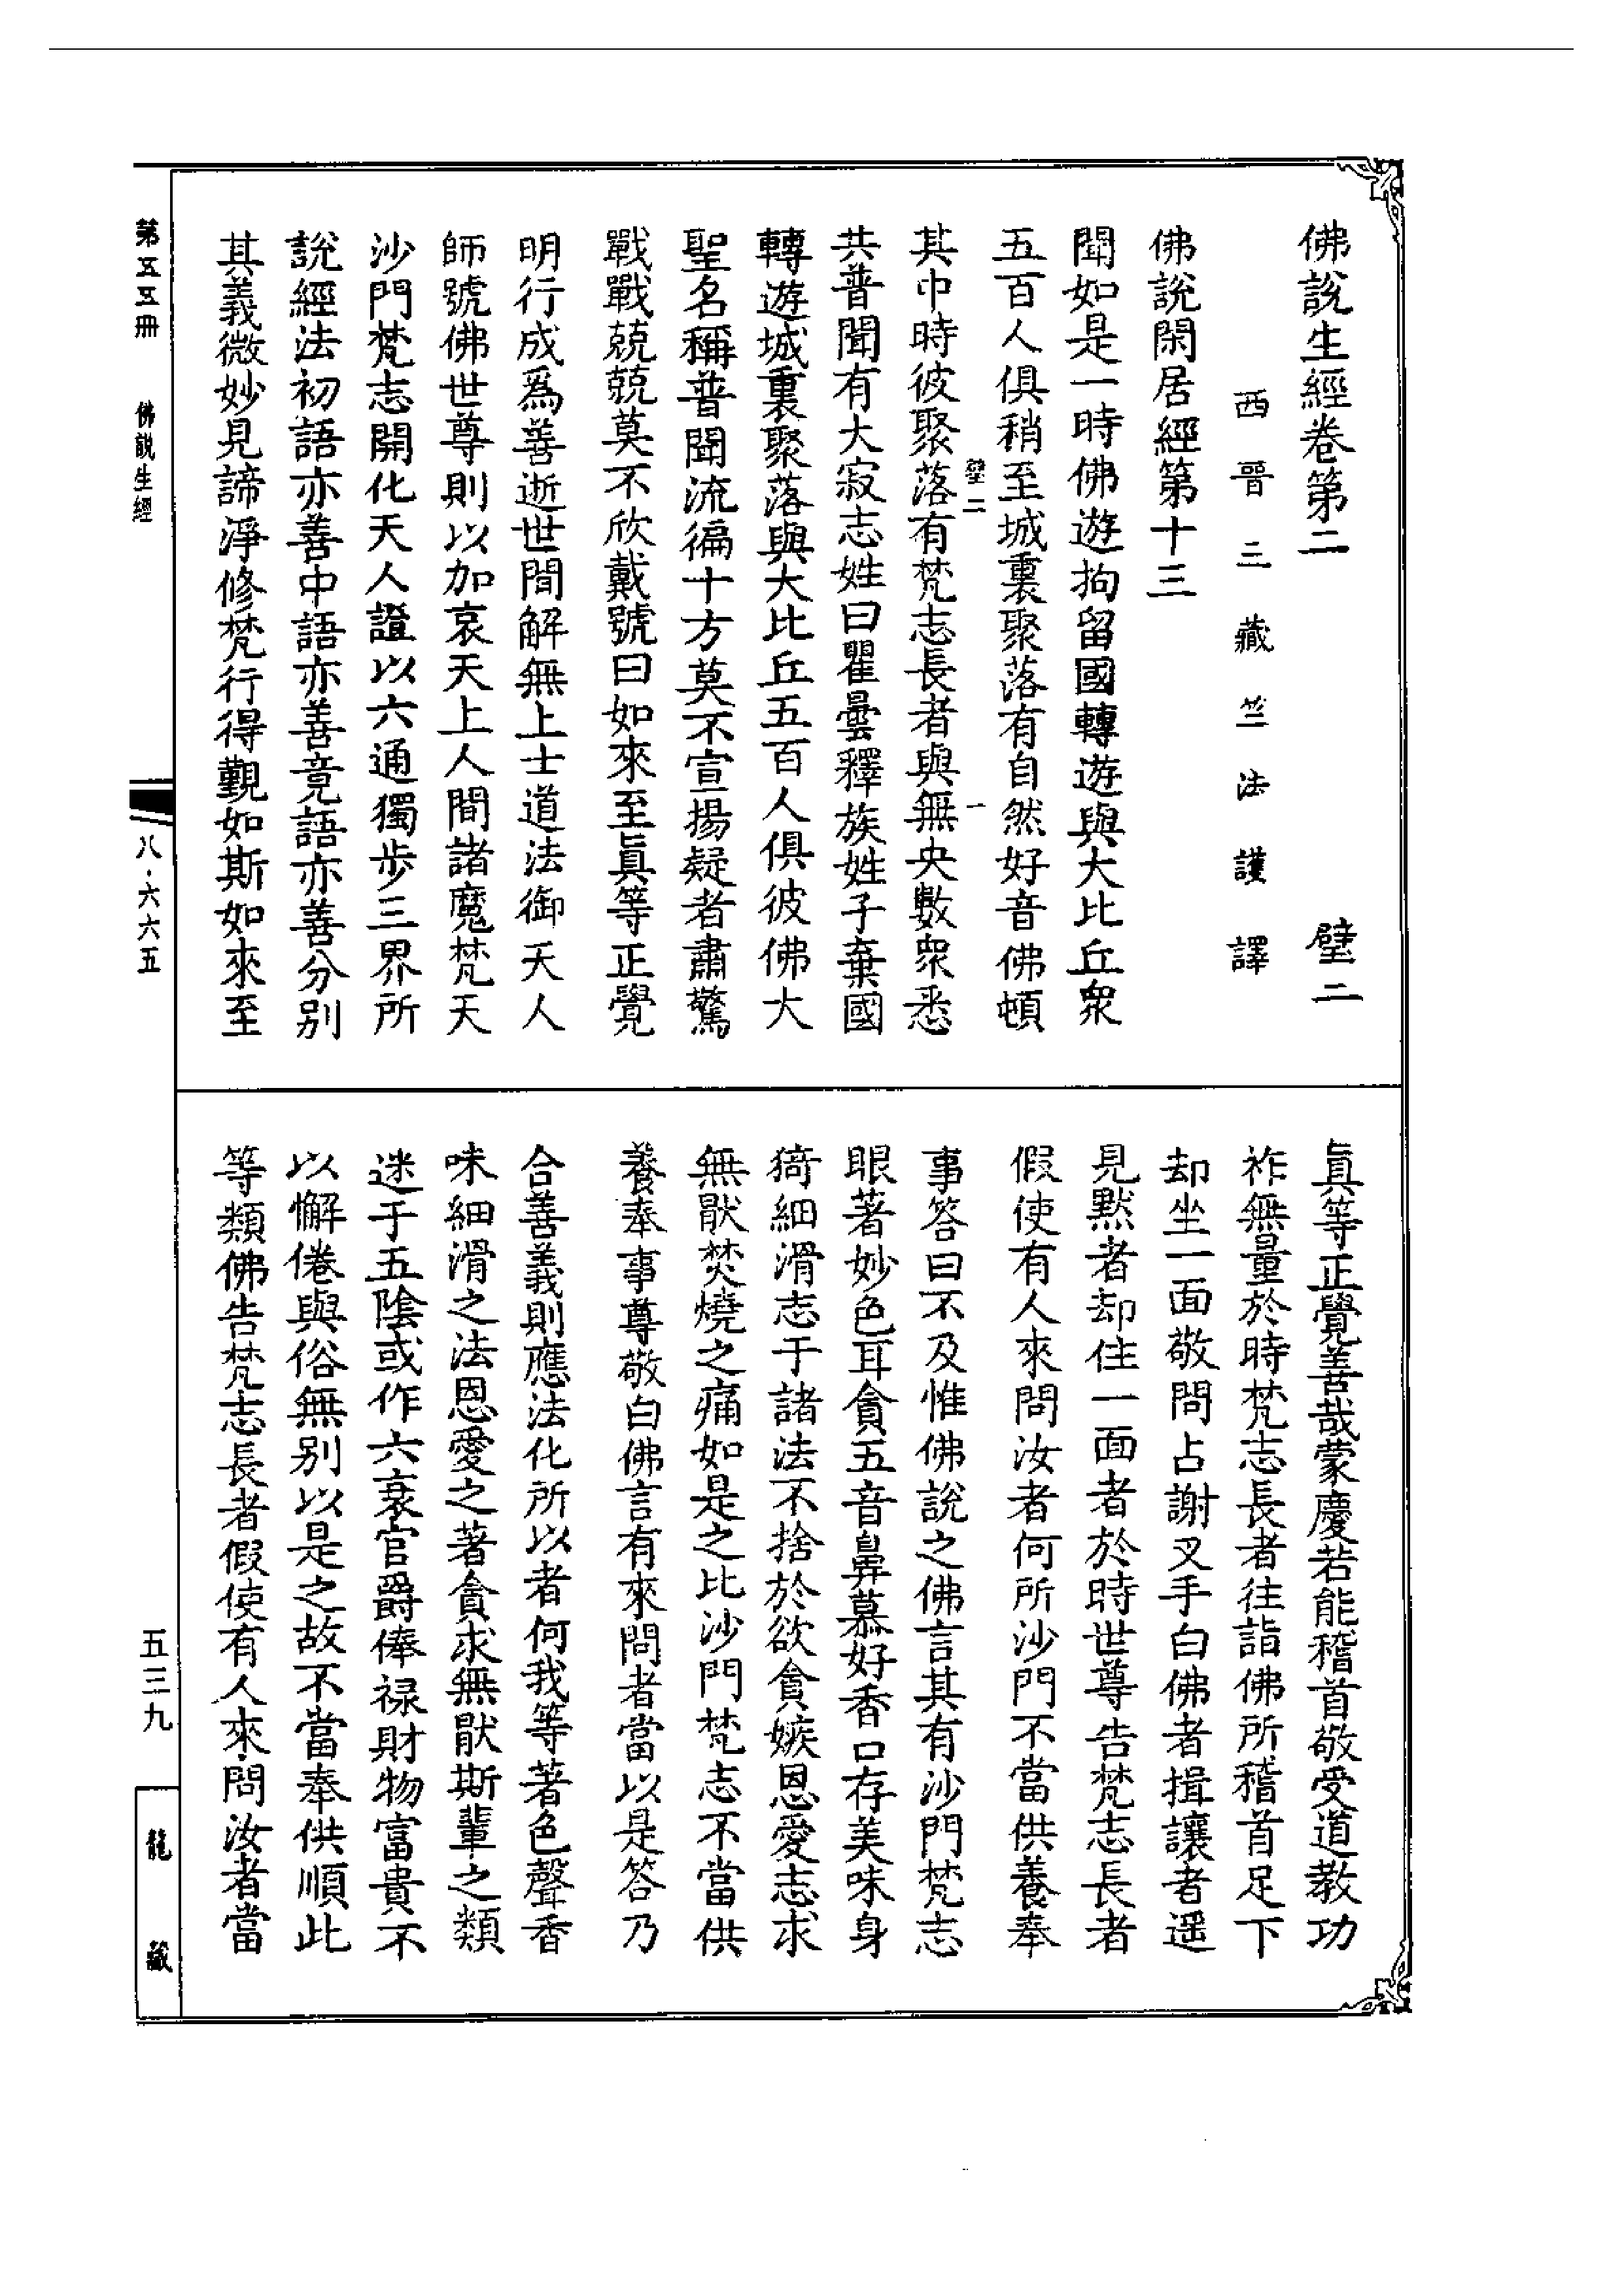 佛說生經卷第二　璧二
西晉三藏竺法護譯
佛說閑居經第十三
聞如是一時佛遊拘留國轉遊與大比丘衆
五百人俱稍至城裏聚落有自然好音佛頓
璧二　一
其中時彼聚落有梵志長者與無央數衆悉
共普聞有大寂志姓曰瞿曇釋族姓子棄國
轉遊城裏聚落與大比丘五百人俱彼佛大
聖名稱普聞流徧十方莫不宣揚疑者肅驚
戰戰兢兢莫不欣戴號曰如來至眞等正覺
明行成爲善逝世間解無上士道法御天人
師號佛世尊則以加哀天上人間諸魔梵天
沙門梵志開化天人證以六通獨步三界所
說經法初語亦善中語亦善竟語亦善分别
其義微妙見諦淨修梵行得觀如斯如來至
眞等正覺善哉蒙慶若能稽首敬受道教功
祚無量於時梵志長者往詣佛所稽首足下
却坐一面敬問占謝叉手白佛者揖讓者遥
見默者却住一面者於時世尊告梵志長者
假使有人來問汝者何所沙門不當供養奉
事答曰不及惟佛說之佛言其有沙門梵志
眼著妙色耳貪五音鼻慕好香口存美味身
猗細滑志于諸法不捨於欲貪嫉恩愛志求
無猒焚燒之痛如是之比沙門梵志不當供
養奉事尊敬白佛言有來問者當以是答乃
合善義則應法化所以者何我等著色聲香
味細滑之法恩愛之著貪求無猒斯輩之類
迷于五陰或作六衰官爵俸禄財物富貴不
以懈倦與俗無别以是之故不當奉供順此
等類佛告梵志長者假使有人來問汝者當
第五五冊　佛說生經
八·六六五
五三九
龍藏